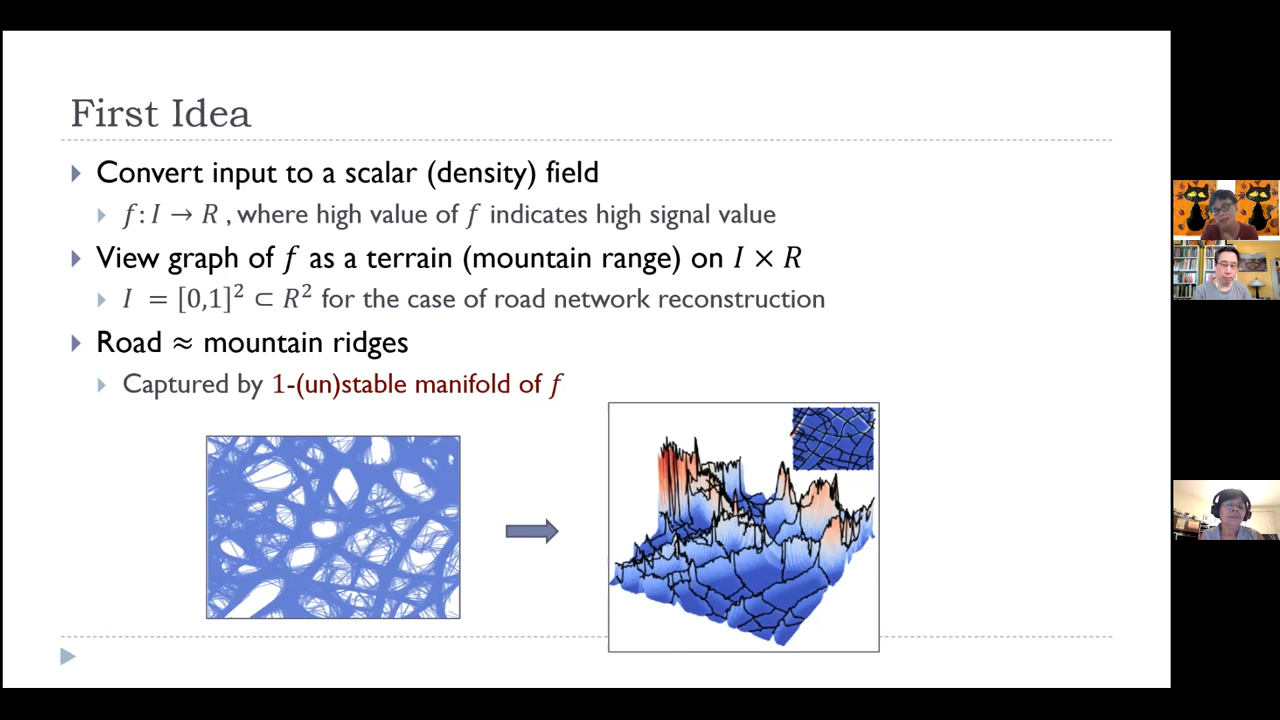 First Idea
Convert input to a scalar (density) field
f: I → R , where high value of f indicates high signal value
View graph of f as a terrain (mountain range) on I × R
I = [0,1]² ⊂ R² for the case of road network reconstruction
Road ≈ mountain ridges
Captured by 1-(un)stable manifold of f